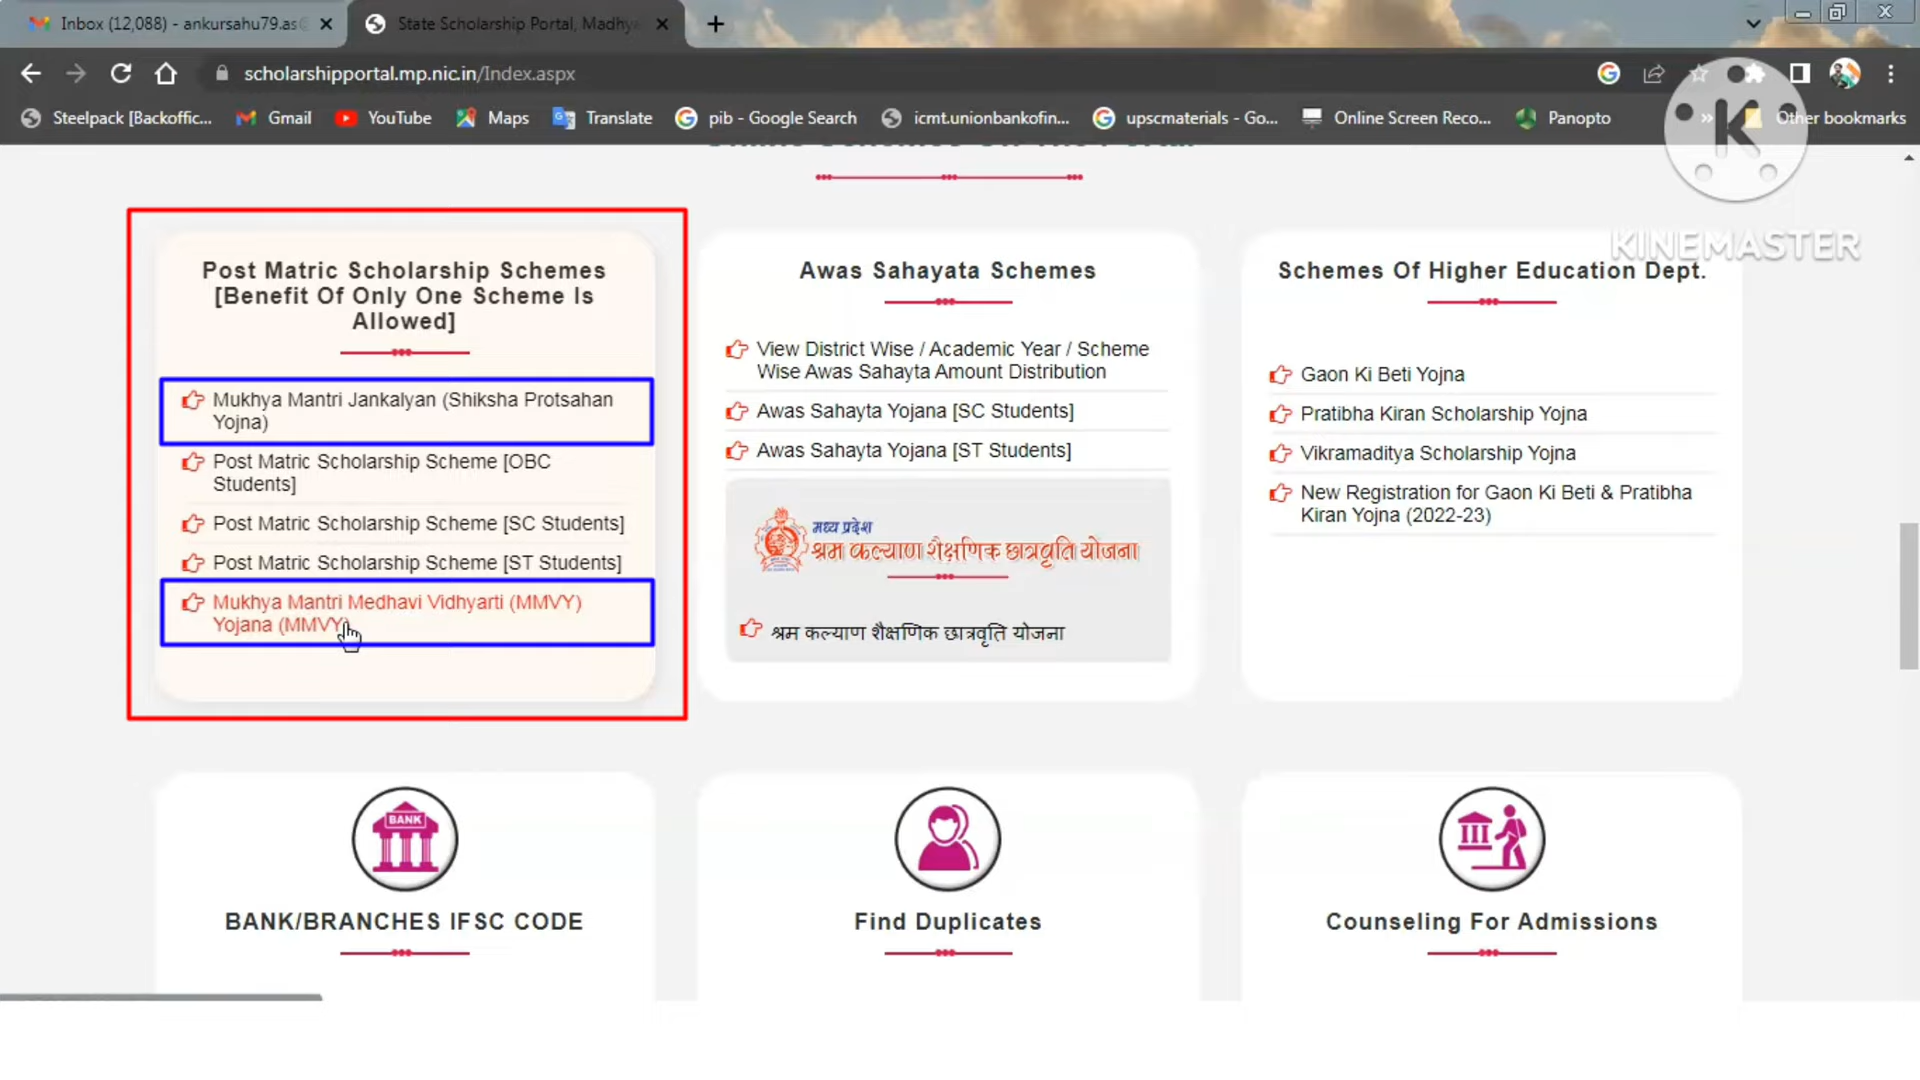 Inbox (12,088) - ankursahu79.as
State Scholarship Portal, Madhy
scholarshipportal.mp.nic.in/Index.aspx
Steelpack [Backoffic...
Gmail
YouTube
Maps
Translate
pib - Google Search
icmt.unionbankofin...
upscmaterials - Go...
Online Screen Reco...
Panopto
»
Other bookmarks
K
KINEMASTER
Post Matric Scholarship Schemes
[Benefit Of Only One Scheme Is
Allowed]
Mukhya Mantri Jankalyan (Shiksha Protsahan
Yojna)
Post Matric Scholarship Scheme [OBC
Students]
Post Matric Scholarship Scheme [SC Students]
Post Matric Scholarship Scheme [ST Students]
Mukhya Mantri Medhavi Vidhyarti (MMVY)
Yojana (MMVY)
Awas Sahayata Schemes
View District Wise / Academic Year / Scheme
Wise Awas Sahayta Amount Distribution
Awas Sahayta Yojana [SC Students]
Awas Sahayta Yojana [ST Students]
मध्य प्रदेश
श्रम कल्याण शैक्षणिक छात्रवृति योजना
श्रम कल्याण शैक्षणिक छात्रवृति योजना
Schemes Of Higher Education Dept.
Gaon Ki Beti Yojna
Pratibha Kiran Scholarship Yojna
Vikramaditya Scholarship Yojna
New Registration for Gaon Ki Beti & Pratibha
Kiran Yojna (2022-23)
BANK
BANK/BRANCHES IFSC CODE
Find Duplicates
Counseling For Admissions